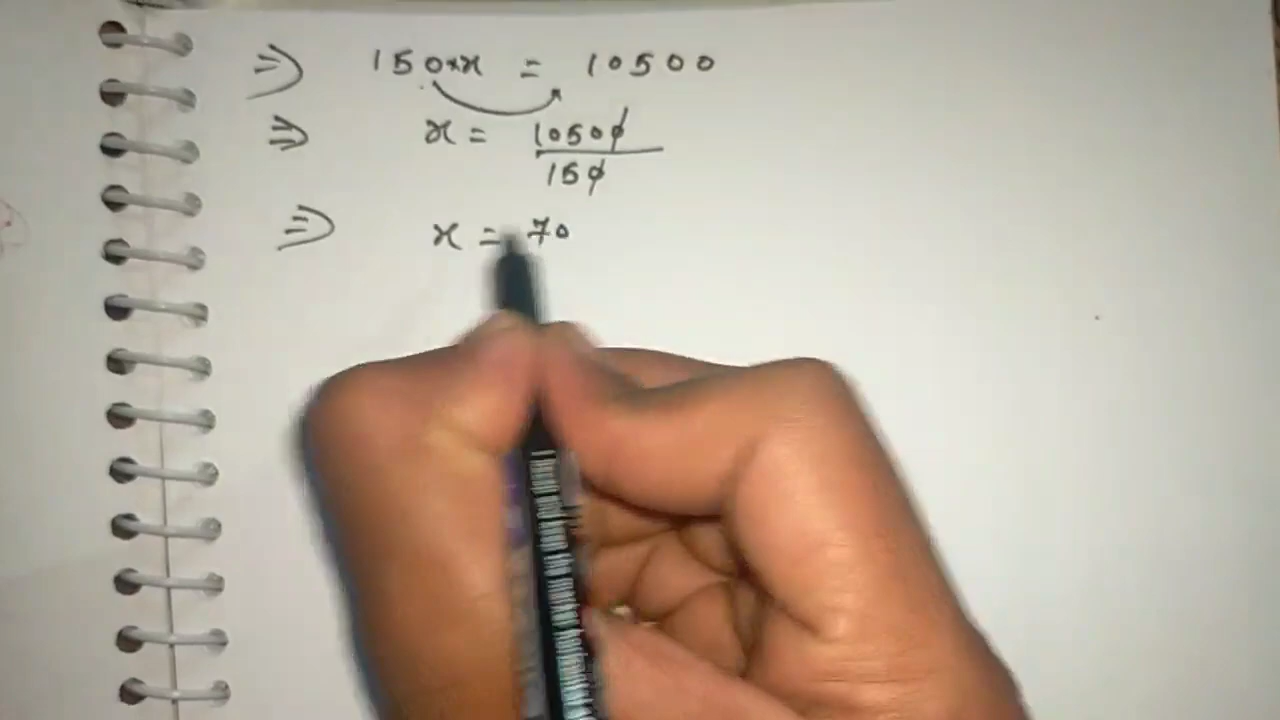 ⇒ 150*x = 10500
⇒ x = 10500/150
⇒ x = 70